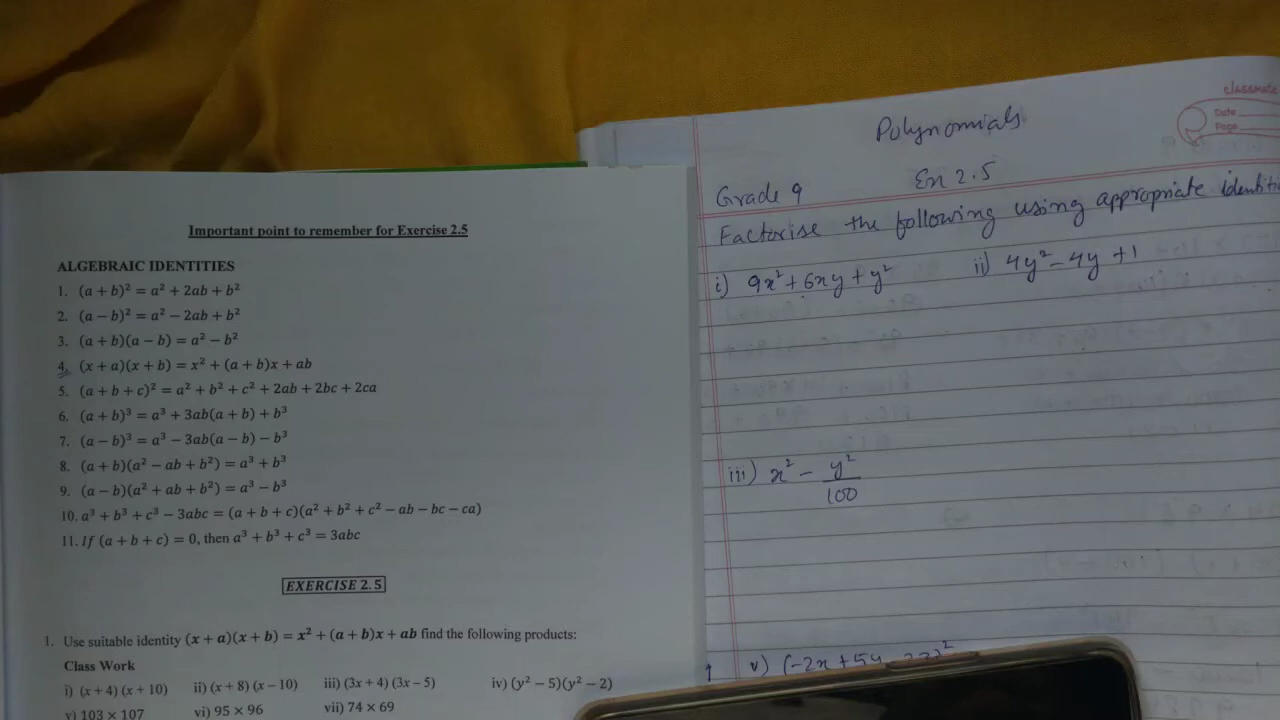 Important point to remember for Exercise 2.5
ALGEBRAIC IDENTITIES
1. (a + b)² = a² + 2ab + b²
2. (a − b)² = a² − 2ab + b²
3. (a + b)(a − b) = a² − b²
4. (x + a)(x + b) = x² + (a + b)x + ab
5. (a + b + c)² = a² + b² + c² + 2ab + 2bc + 2ca
6. (a + b)³ = a³ + 3ab(a + b) + b³
7. (a − b)³ = a³ − 3ab(a − b) − b³
8. (a + b)(a² − ab + b²) = a³ + b³
9. (a − b)(a² + ab + b²) = a³ − b³
10. a³ + b³ + c³ − 3abc = (a + b + c)(a² + b² + c² − ab − bc − ca)
11. If (a + b + c) = 0, then a³ + b³ + c³ = 3abc
EXERCISE 2.5
1. Use suitable identity (x + a)(x + b) = x² + (a + b)x + ab find the following products:
Class Work
i) (x + 4) (x + 10) ii) (x + 8) (x − 10) iii) (3x + 4) (3x − 5) iv) (y² − 5)(y² − 2)
v) 103 × 107 vi) 95 × 96 vii) 74 × 69
classmate
Date
Page
Polynomials
Grade 9 Ex 2.5
Factorise the following using appropriate
i) 9x² + 6xy + y² ii) 4y² − 4y + 1
iii) x² − y²/100
v) (-2x + 5y